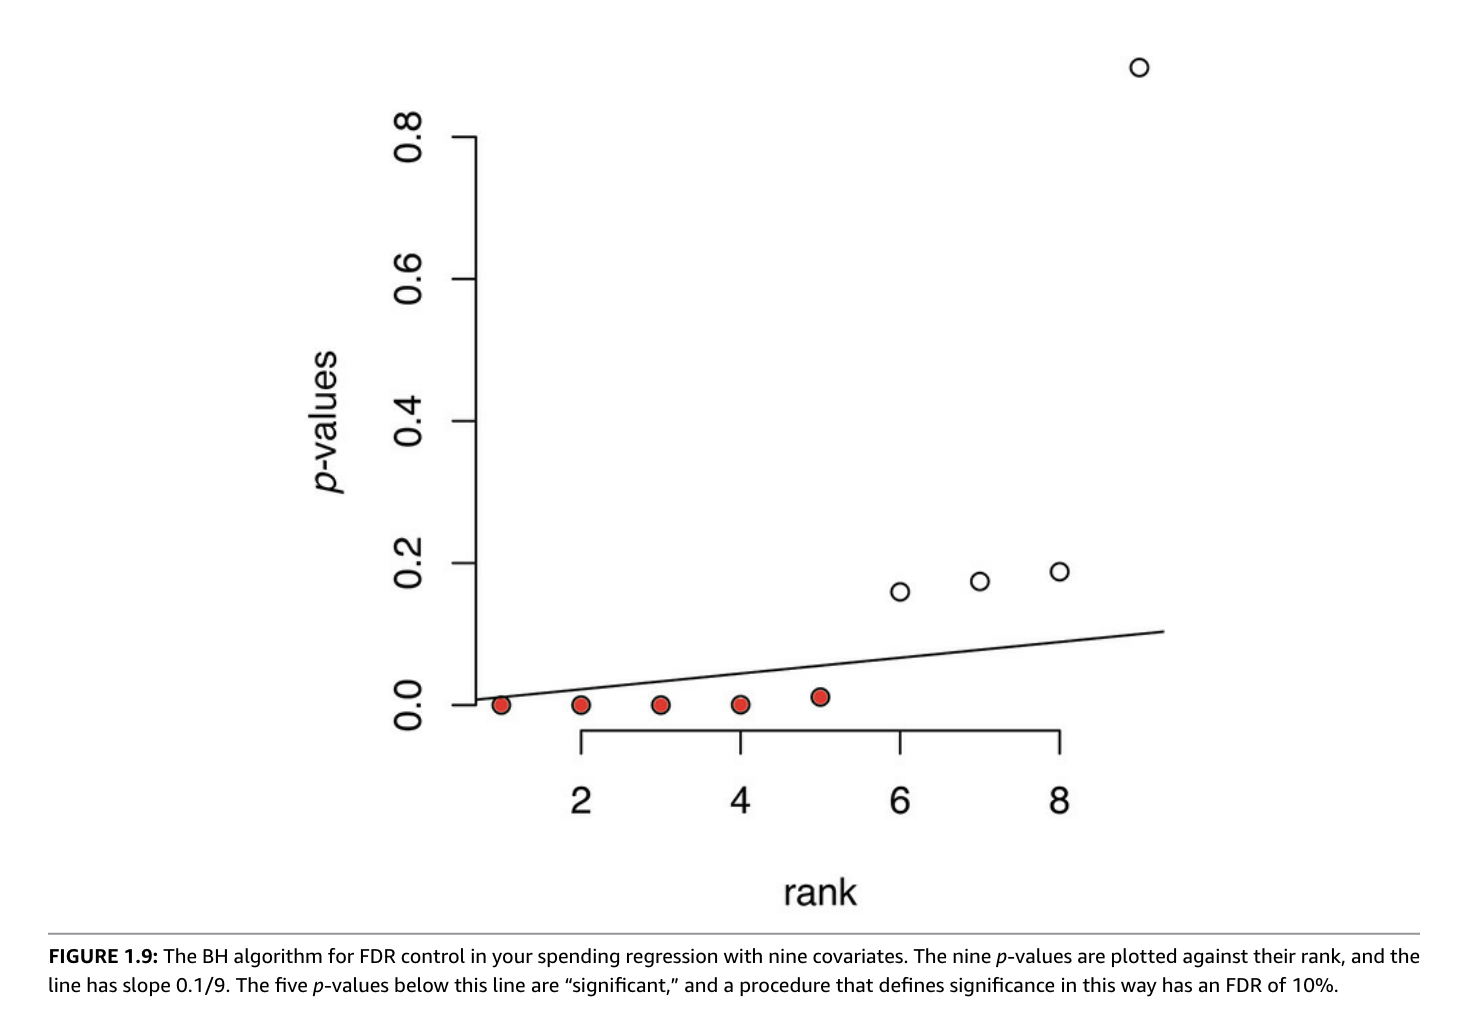 0.8
0.6
0.4
0.2
0.0
p-values
2 4 6 8
rank
FIGURE 1.9: The BH algorithm for FDR control in your spending regression with nine covariates. The nine p-values are plotted against their rank, and the
line has slope 0.1/9. The five p-values below this line are “significant,” and a procedure that defines significance in this way has an FDR of 10%.